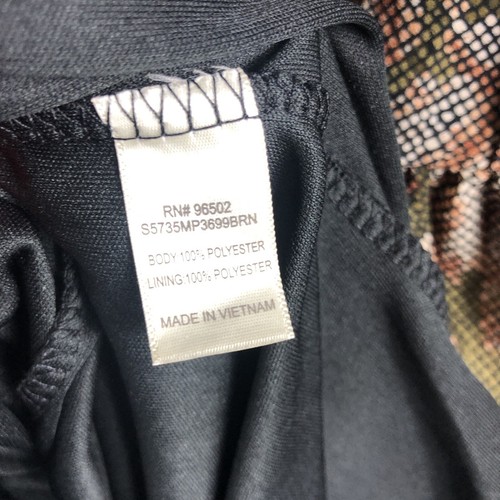 RN# 96502
S5735MP3699BRN
BODY 100% POLYESTER
LINING 100% POLYESTER
MADE IN VIETNAM